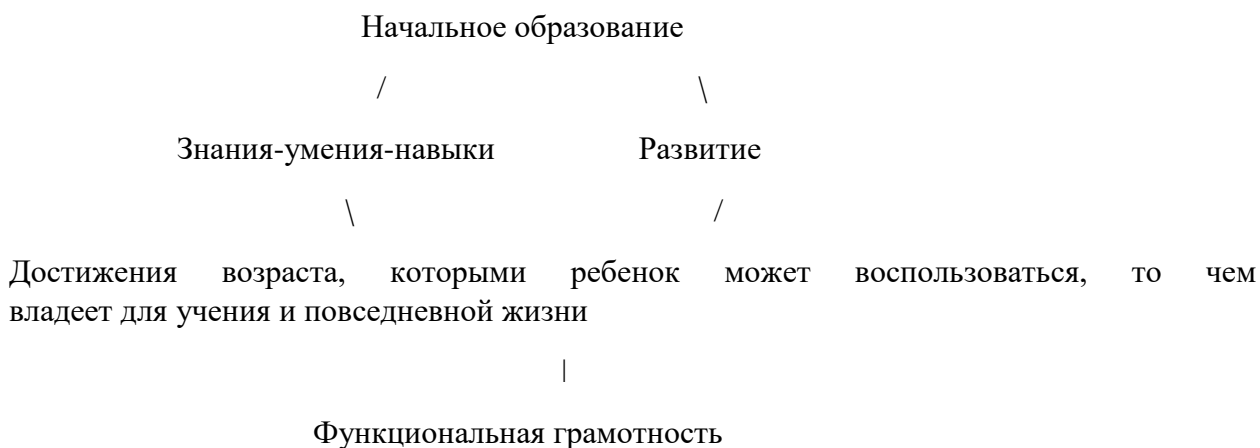 Начальное образование
/ \
Знания-умения-навыки Развитие
\ /
Достижения возраста, которыми ребенок может воспользоваться, то чем
владеет для учения и повседневной жизни
|
Функциональная грамотность